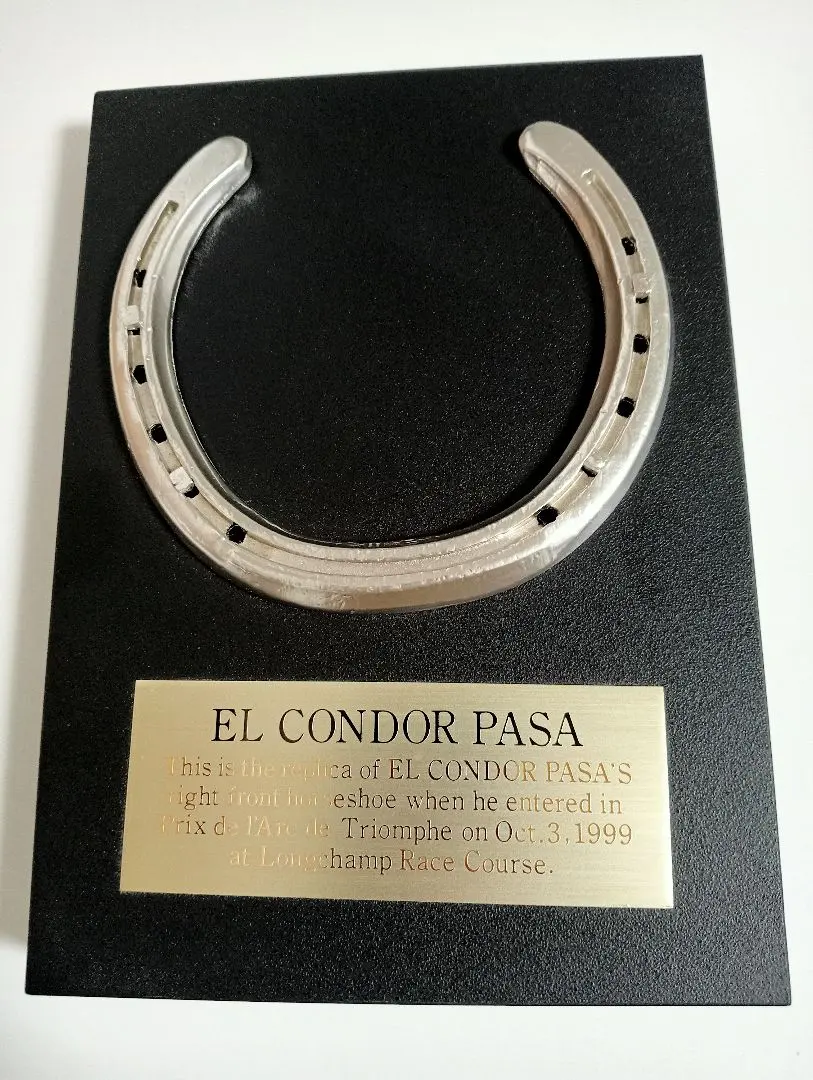 EL CONDOR PASA
This is the replica of EL CONDOR PASA'S
right front horseshoe when he entered in
Prix de l'Arc de Triomphe on Oct.3,1999
at Longchamp Race Course.